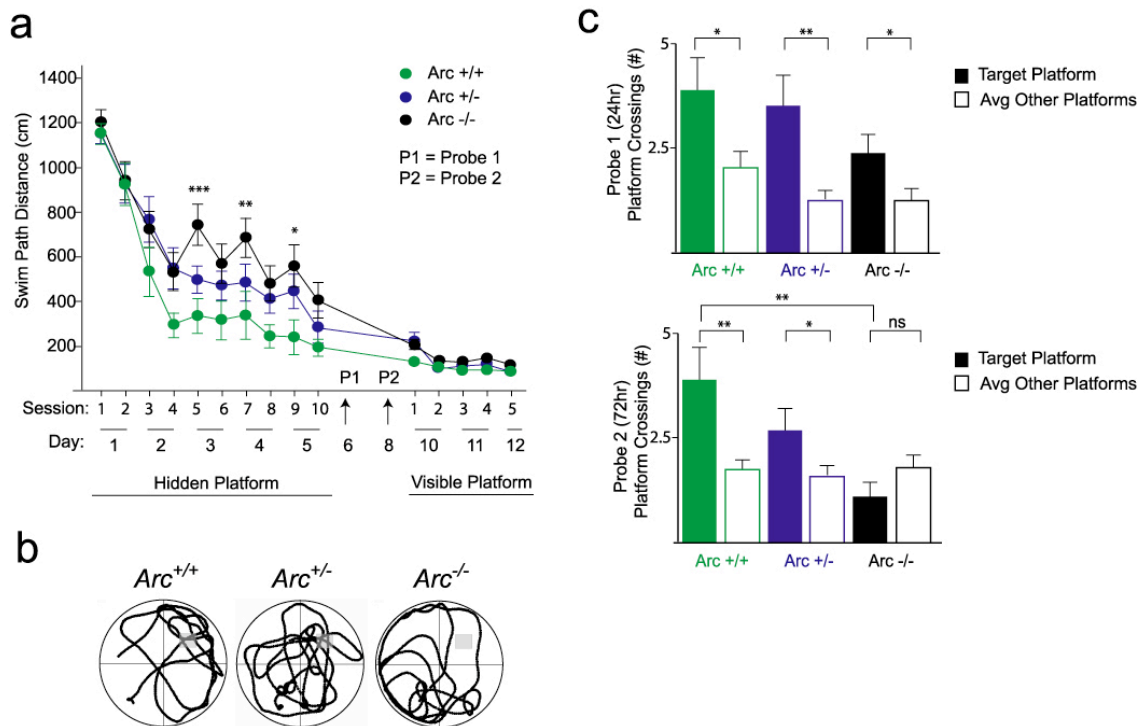 a
Swim Path Distance (cm)
1400
1200
1000
800
600
400
200
Arc +/+
Arc +/-
Arc -/-
P1 = Probe 1
P2 = Probe 2
***
**
*
P1 P2
Session: 1 2 3 4 5 6 7 8 9 10 1 2 3 4 5
Day: 1 2 3 4 5 6 8 10 11 12
Hidden Platform Visible Platform
b
Arc+/+ Arc+/- Arc-/-
c
Probe 1 (24hr)
Platform Crossings (#)
5
2.5
* ** *
Target Platform
Avg Other Platforms
Arc +/+ Arc +/- Arc -/-
Probe 2 (72hr)
Platform Crossings (#)
5
2.5
**
** * ns
Target Platform
Avg Other Platforms
Arc +/+ Arc +/- Arc -/-